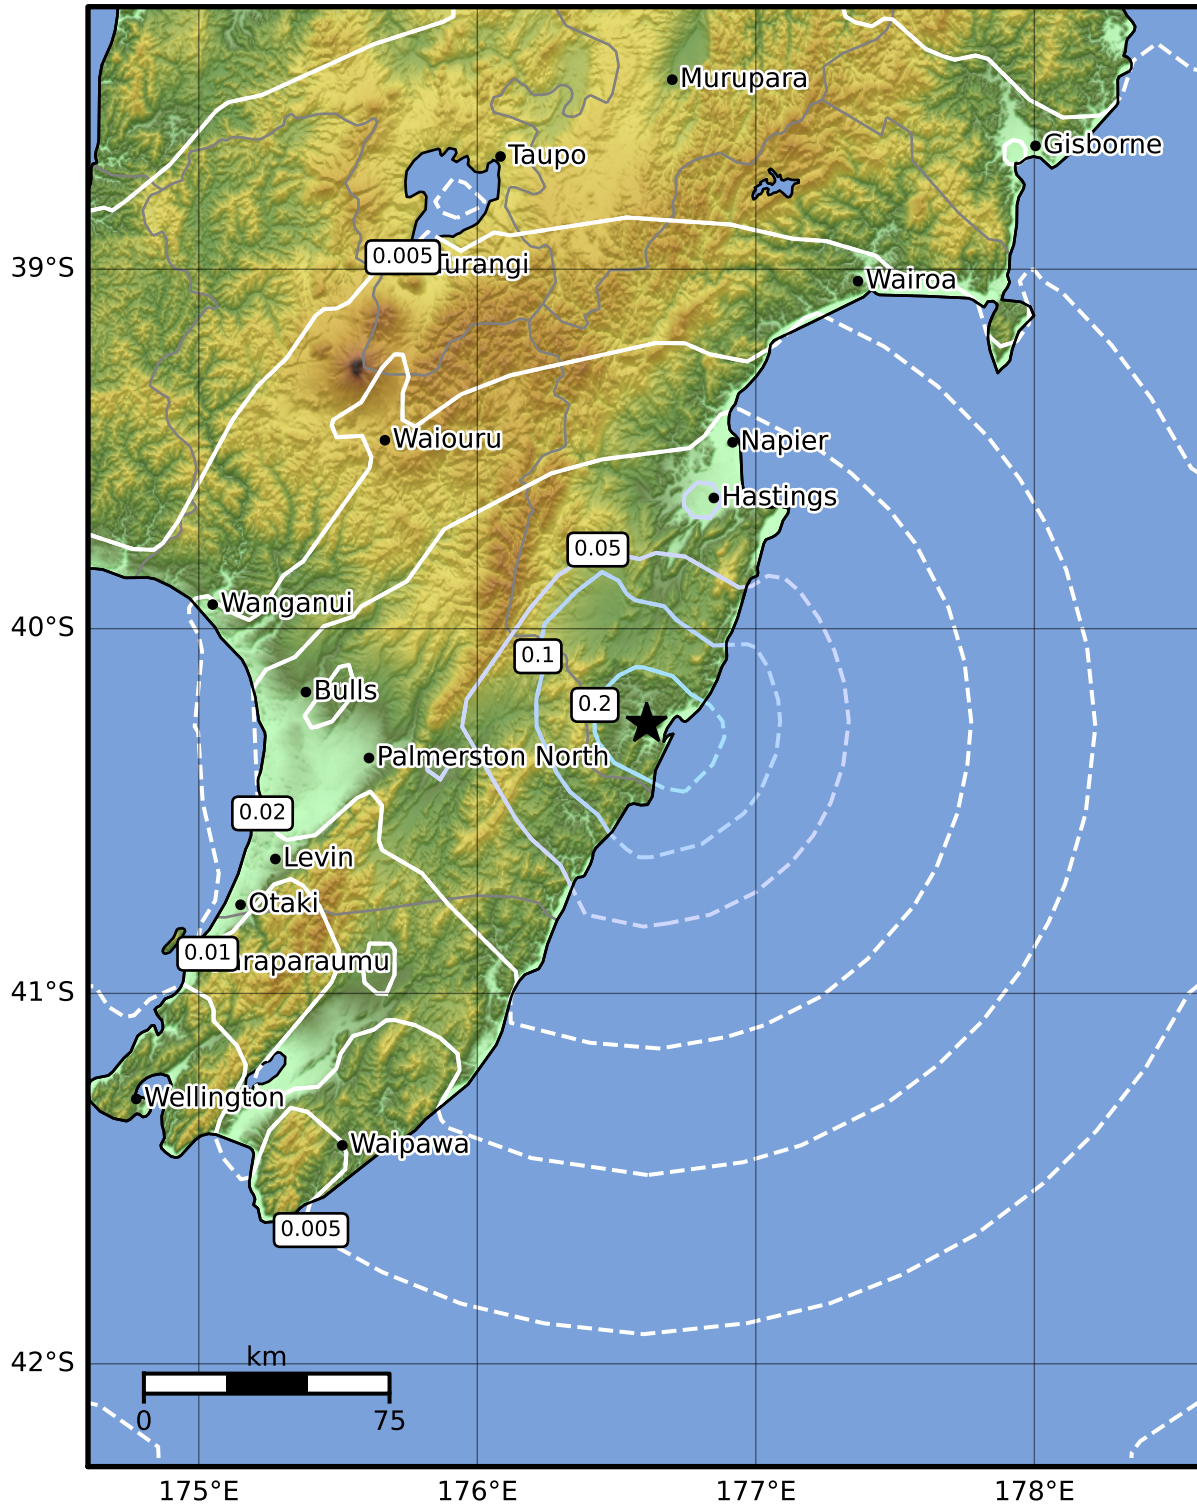 Murupara
Gisborne
Taupo
0.005
Turangi
39°S
Wairoa
Waiouru
Napier
Hastings
0.05
Wanganui
40°S
0.1
Bulls
0.2
Palmerston North
0.02
Levin
Otaki
0.01
araparaumu
41°S
Wellington
Waipawa
0.005
km
0
75
42°S
175°E
176°E
177°E
178°E